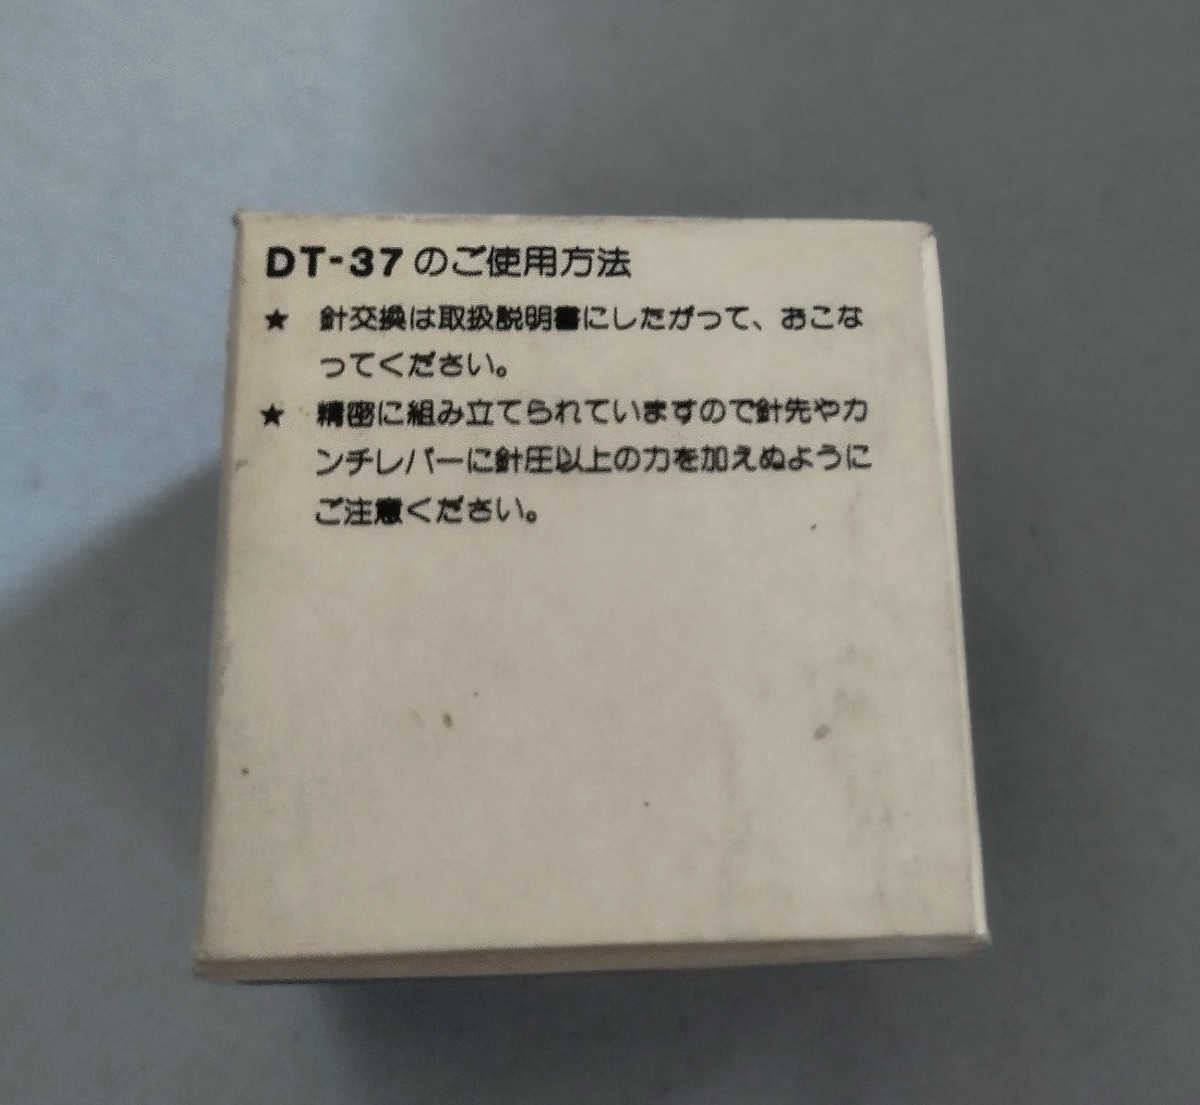 DT-37のご使用方法
★ 針交換は取扱説明書にしたがって、おこな
ってください。
★ 精密に組み立てられていますので針先やカ
ンチレバーに針圧以上の力を加えぬように
ご注意ください。